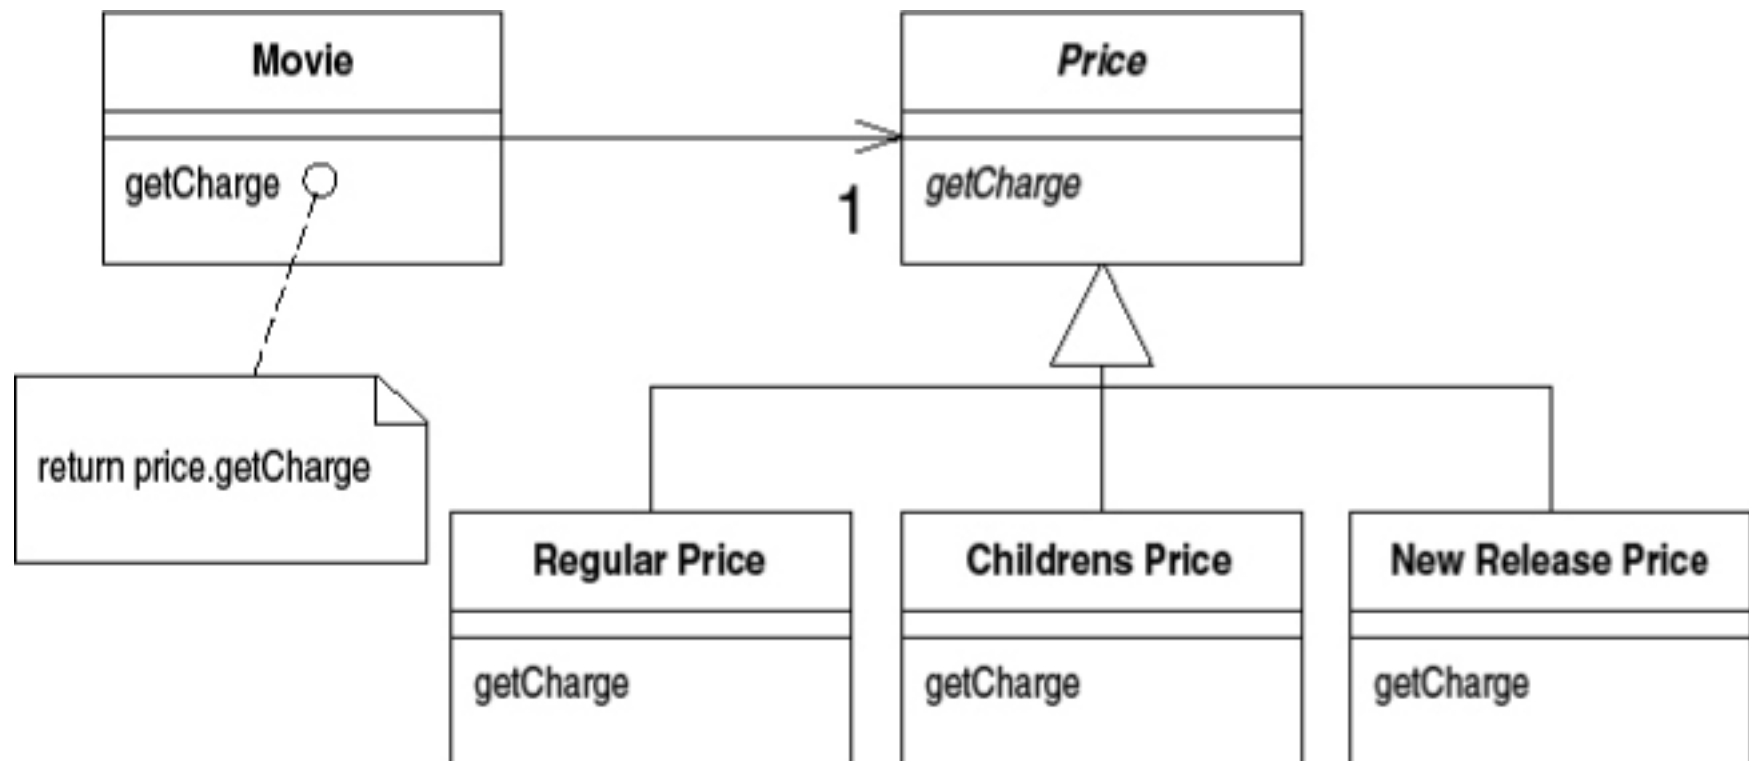 Movie
Price
getCharge
1
getCharge
return price.getCharge
Regular Price
Childrens Price
New Release Price
getCharge
getCharge
getCharge